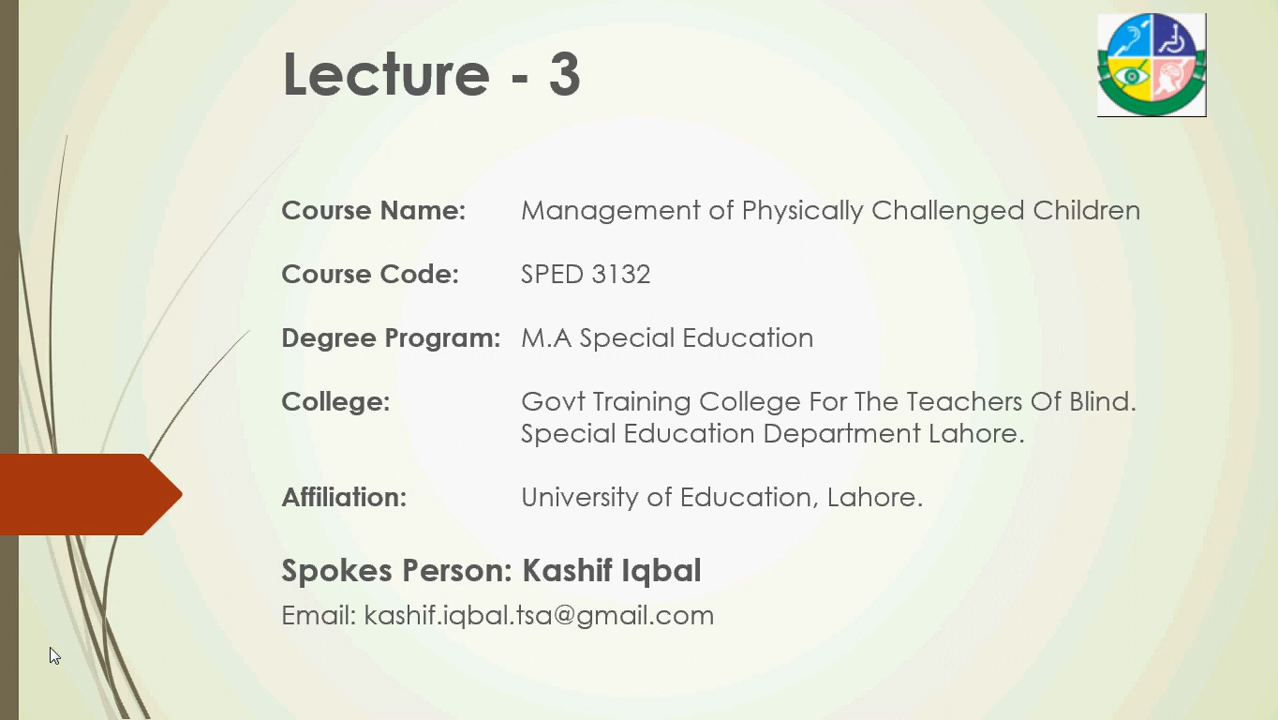 Lecture - 3
Course Name: Management of Physically Challenged Children
Course Code: SPED 3132
Degree Program: M.A Special Education
College: Govt Training College For The Teachers Of Blind.
Special Education Department Lahore.
Affiliation: University of Education, Lahore.
Spokes Person: Kashif Iqbal
Email: kashif.iqbal.tsa@gmail.com